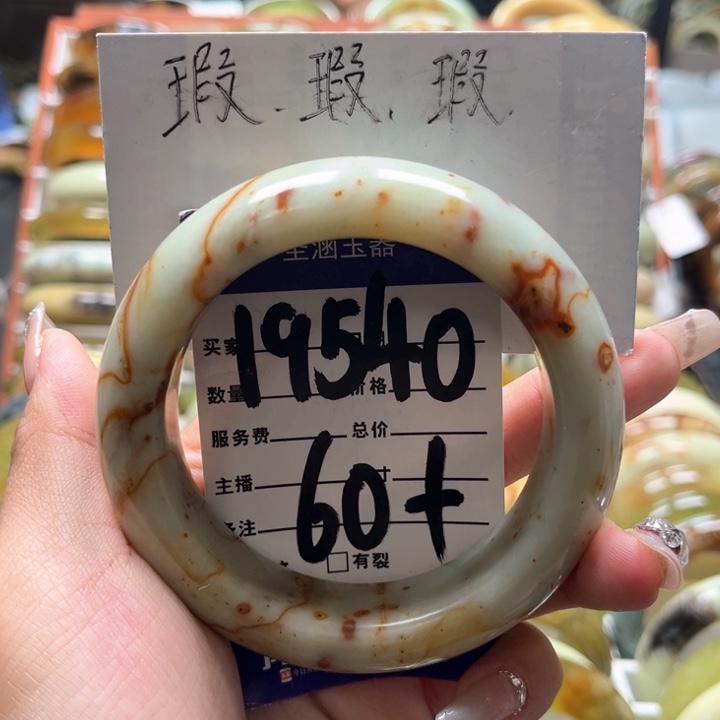 瑕.瑕.瑕.
涵玉器
买家
19540
数量 价格
服务费 总价
主播
60+
备注
有裂